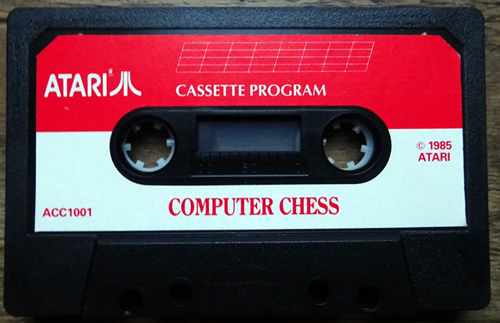 ATARI®
CASSETTE PROGRAM
© 1985
ATARI
ACC1001
COMPUTER CHESS